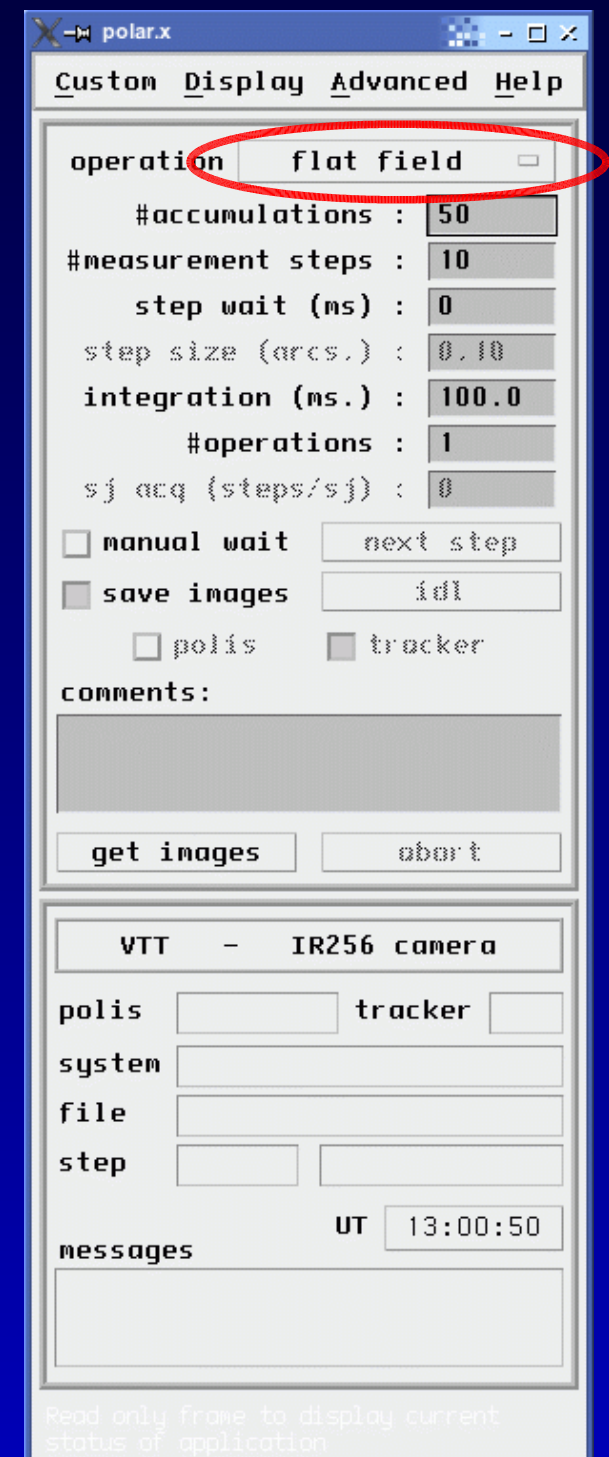 polar.x
Custom Display Advanced Help
operation flat field
#accumulations : 50
#measurement steps : 10
step wait (ms) : 0
step size (arcs.) : 0.10
integration (ms.) : 100.0
#operations : 1
sj acq (steps/sj) : 0
manual wait next step
save images idl
polis tracker
comments:
get images abort
VTT - IR256 camera
polis tracker
system
file
step
UT 13:00:50
messages
Read only frame to display current
status of application